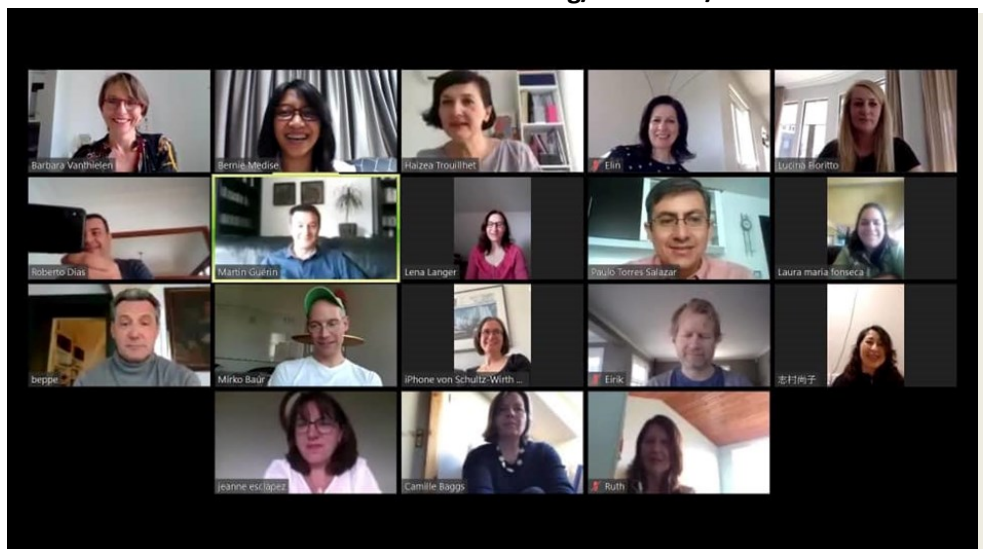 Barbara Vanthielen
Bernie Medise
Haizea Trouillhet
Elin
Lucina Fioritto
Roberto Dias
Martin Guérin
Lena Langer
Paulo Torres Salazar
Laura maria fonseca
beppe
Mirko Baur
iPhone von Schultz-Wirth ...
Eirik
志村尚子
jeanne esclapez
Camille Baggs
Ruth